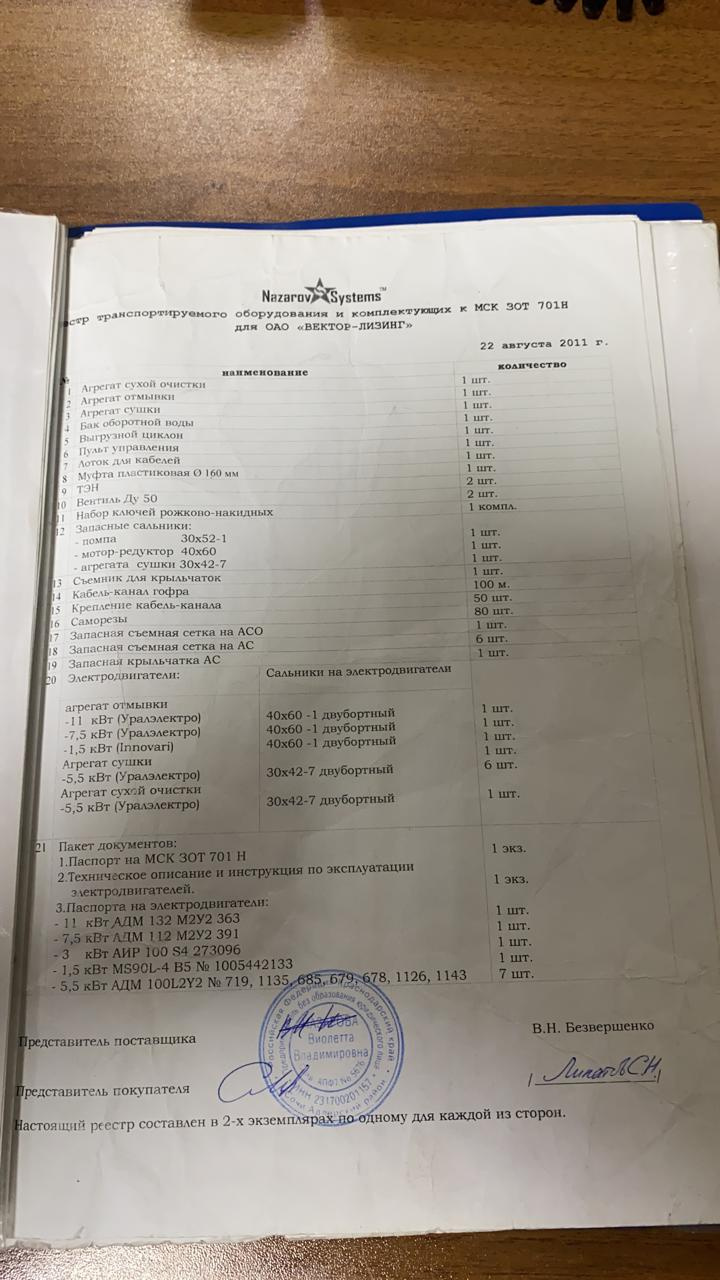 Nazarov Systems™
естр транспортируемого оборудования и комплектующих к МСК ЗОТ 701Н
для ОАО «ВЕКТОР-ЛИЗИНГ»
22 августа 2011 г.
№ наименование количество
1 Агрегат сухой очистки 1 шт.
2 Агрегат отмывки 1 шт.
3 Агрегат сушки 1 шт.
4 Бак оборотной воды 1 шт.
5 Выгрузной циклон 1 шт.
6 Пульт управления 1 шт.
7 Лоток для кабелей 1 шт.
8 Муфта пластиковая Ø 160 мм 1 шт.
9 ТЭН 2 шт.
10 Вентиль Ду 50 2 шт.
11 Набор ключей рожково-накидных 1 компл.
12 Запасные сальники:
- помпа 30х52-1 1 шт.
- мотор-редуктор 40х60 1 шт.
- агрегата сушки 30х42-7 1 шт.
13 Съемник для крыльчаток 1 шт.
14 Кабель-канал гофра 100 м.
15 Крепление кабель-канала 50 шт.
16 Саморезы 80 шт.
17 Запасная съемная сетка на АСО 1 шт.
18 Запасная съемная сетка на АС 6 шт.
19 Запасная крыльчатка АС 1 шт.
20 Электродвигатели: Сальники на электродвигатели
агрегат отмывки
-11 кВт (Уралэлектро) 40х60 -1 двубортный 1 шт.
-7,5 кВт (Уралэлектро) 40х60 -1 двубортный 1 шт.
-1,5 кВт (Innovari) 40х60 -1 двубортный 1 шт.
Агрегат сушки 1 шт.
-5,5 кВт (Уралэлектро) 30х42-7 двубортный 6 шт.
Агрегат сухой очистки
-5,5 кВт (Уралэлектро) 30х42-7 двубортный 1 шт.
21 Пакет документов:
1.Паспорт на МСК ЗОТ 701 Н 1 экз.
2.Техническое описание и инструкция по эксплуатации
электродвигателей. 1 экз.
3.Паспорта на электродвигатели:
- 11 кВт АДМ 132 М2У2 363 1 шт.
- 7,5 кВт АДМ 112 М2У2 391 1 шт.
- 3 кВт АИР 100 S4 273096 1 шт.
- 1,5 кВт MS90L-4 B5 № 1005442133 1 шт.
- 5,5 кВт АДМ 100L2У2 № 719, 1135, 685, 679, 678, 1126, 1143 7 шт.
Представитель поставщика В.Н. Безвершенко
Виолетта
Владимировна
ИНН 231700201157
Российская Федерация Краснодарский край
Представитель покупателя Липатов С.Н.
Настоящий реестр составлен в 2-х экземплярах по одному для каждой из сторон.